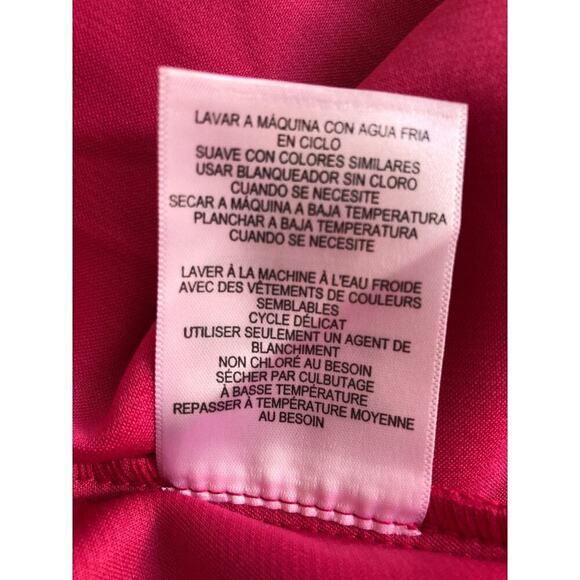 LAVAR A MÁQUINA CON AGUA FRIA
EN CICLO
SUAVE CON COLORES SIMILARES
USAR BLANQUEADOR SIN CLORO
CUANDO SE NECESITE
SECAR A MÁQUINA A BAJA TEMPERATURA
PLANCHAR A BAJA TEMPERATURA
CUANDO SE NECESITE
LAVER À LA MACHINE À L'EAU FROIDE
AVEC DES VÊTEMENTS DE COULEURS
SEMBLABLES
CYCLE DÉLICAT
UTILISER SEULEMENT UN AGENT DE
BLANCHIMENT
NON CHLORÉ AU BESOIN
SÉCHER PAR CULBUTAGE
À BASSE TEMPÉRATURE
REPASSER À TEMPÉRATURE MOYENNE
AU BESOIN